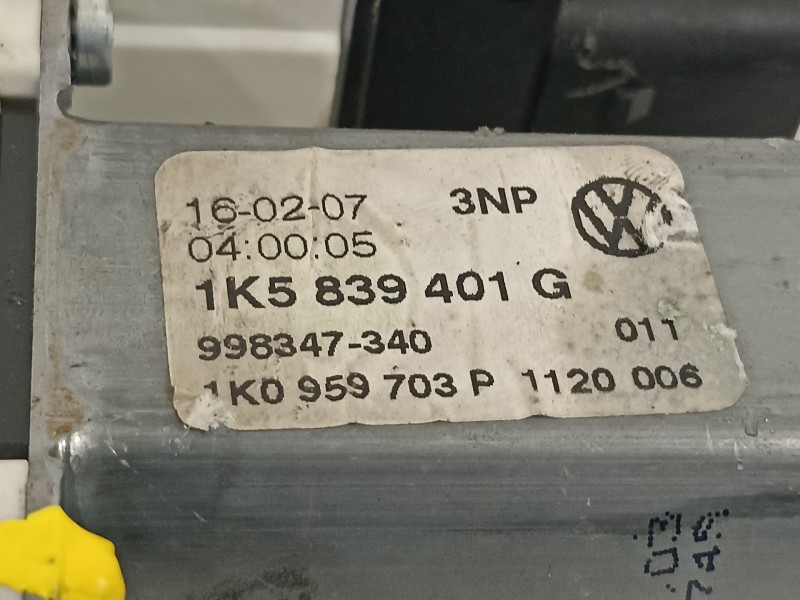 16-02-07 3NP
04:00:05
1K5 839 401 G
998347-340 011
1K0 959 703 P 1120 006